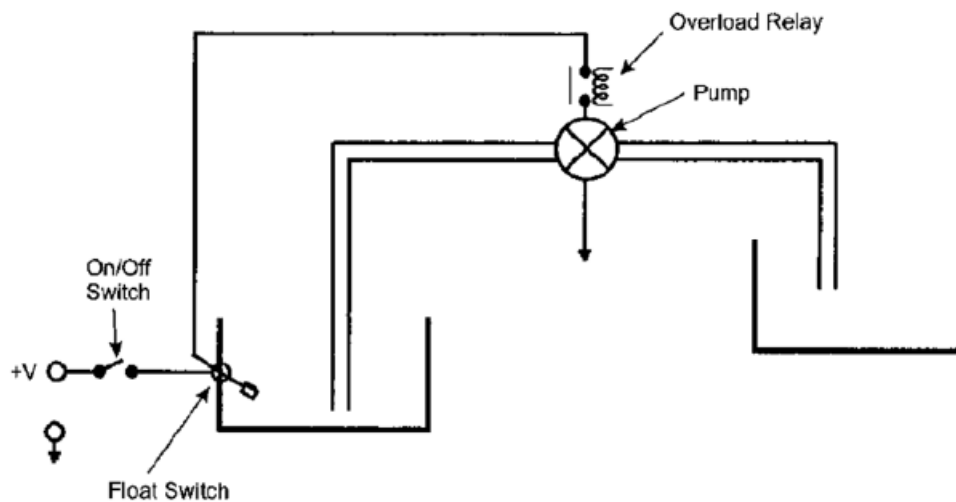 Overload Relay
Pump
On/Off
Switch
+V
Float Switch